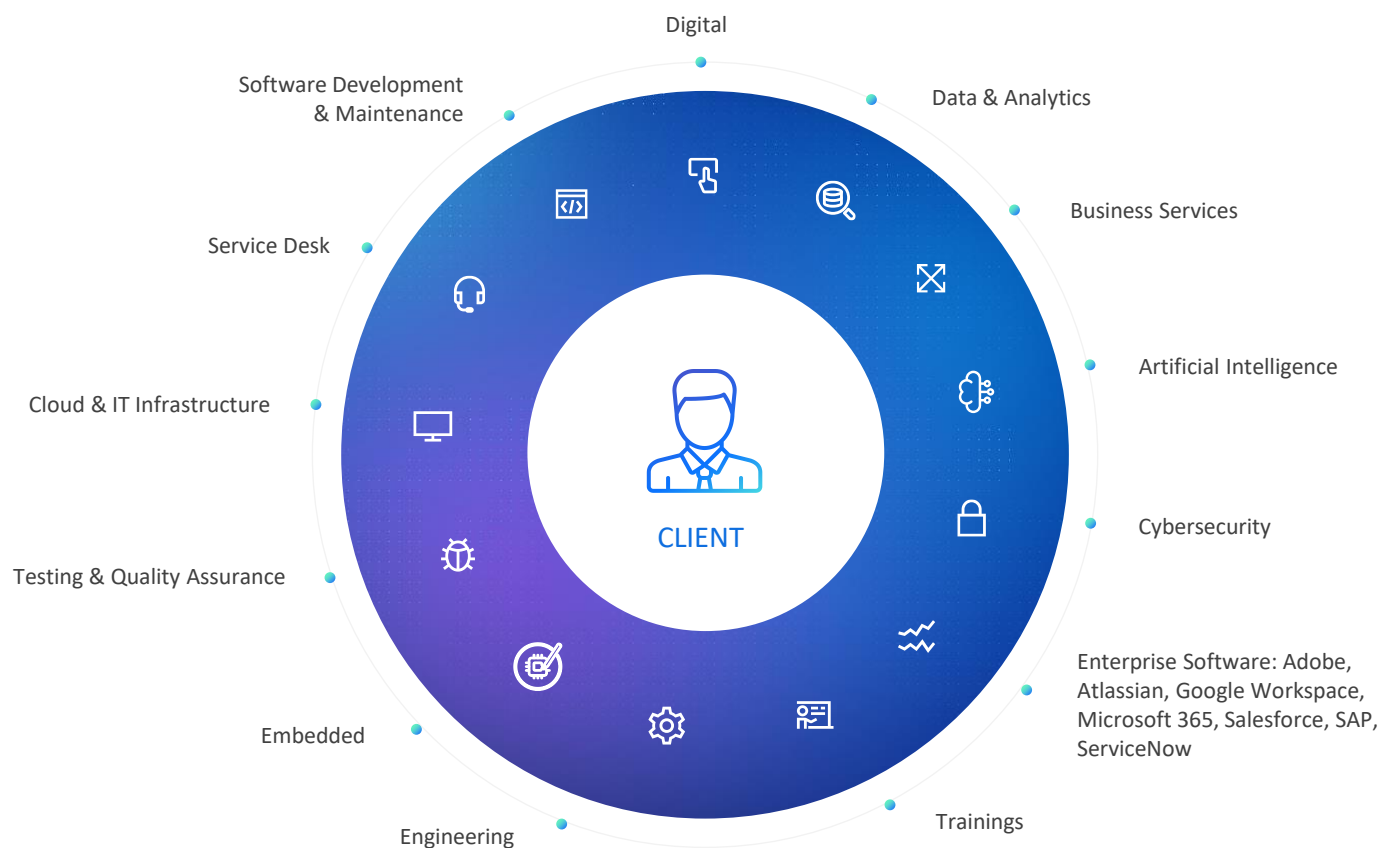 Digital
Software Development
& Maintenance
Data & Analytics
Business Services
Service Desk
Artificial Intelligence
Cloud & IT Infrastructure
CLIENT
Cybersecurity
Testing & Quality Assurance
Enterprise Software: Adobe,
Atlassian, Google Workspace,
Microsoft 365, Salesforce, SAP,
ServiceNow
Embedded
Trainings
Engineering